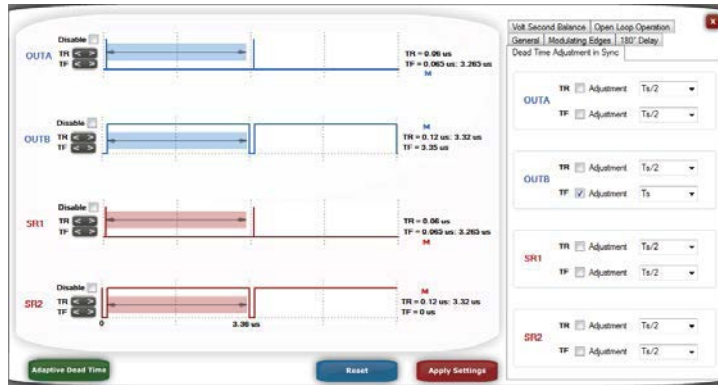 Disable
OUTA
TR < >
TF < >
TR = 0.06 us
TF = 0.065 us: 3.265 us
M
Disable
OUTB
TR < >
TF < >
M
TR = 0.12 us: 3.32 us
TF = 3.35 us
Disable
SR1
TR < >
TF < >
TR = 0.06 us
TF = 0.065 us: 3.265 us
M
Disable
SR2
TR < >
TF < >
M
TR = 0.12 us: 3.32 us
TF = 0 us
0
3.36 us
Adaptive Dead Time
Reset
Apply Settings
x
Volt Second Balance
Open Loop Operation
General
Modulating Edges
180° Delay
Dead Time Adjustment in Sync
OUTA
TR Adjustment Ts/2
TF Adjustment Ts/2
OUTB
TR Adjustment Ts/2
TF Adjustment Ts
SR1
TR Adjustment Ts/2
TF Adjustment Ts/2
SR2
TR Adjustment Ts/2
TF Adjustment Ts/2